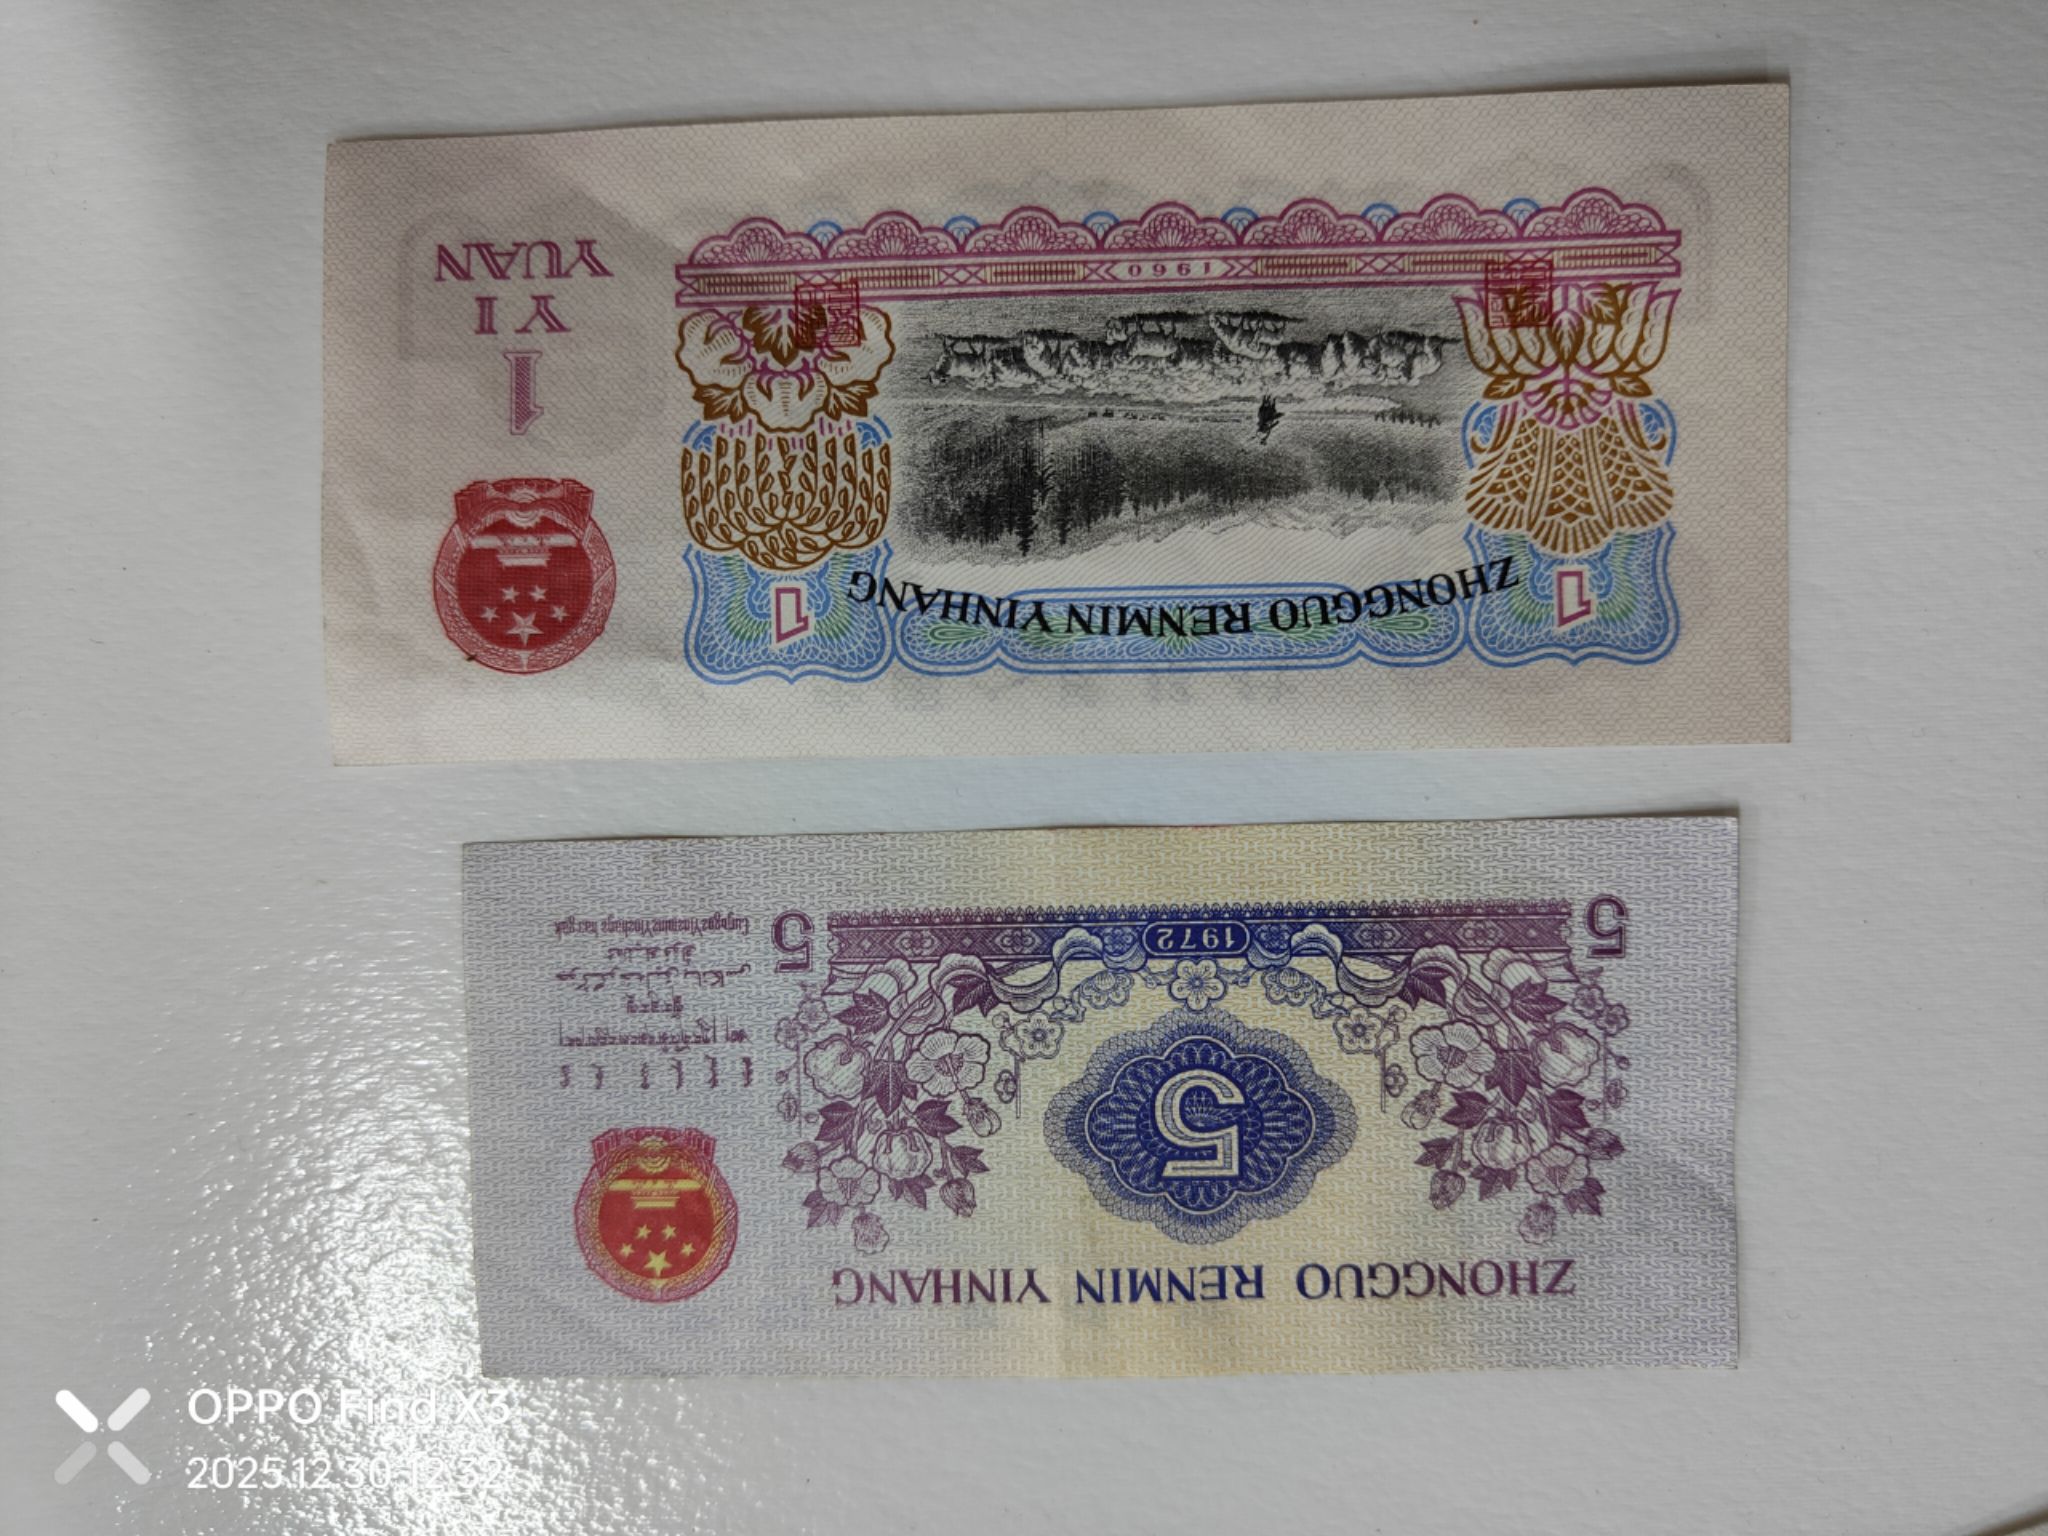 ZHONGGUO RENMIN YINHANG
1
1
1
YI
YUAN
1960
ZHONGGUO RENMIN YINHANG
5
1972
5
5
OPPO Find X3
2025.12.30 12:32